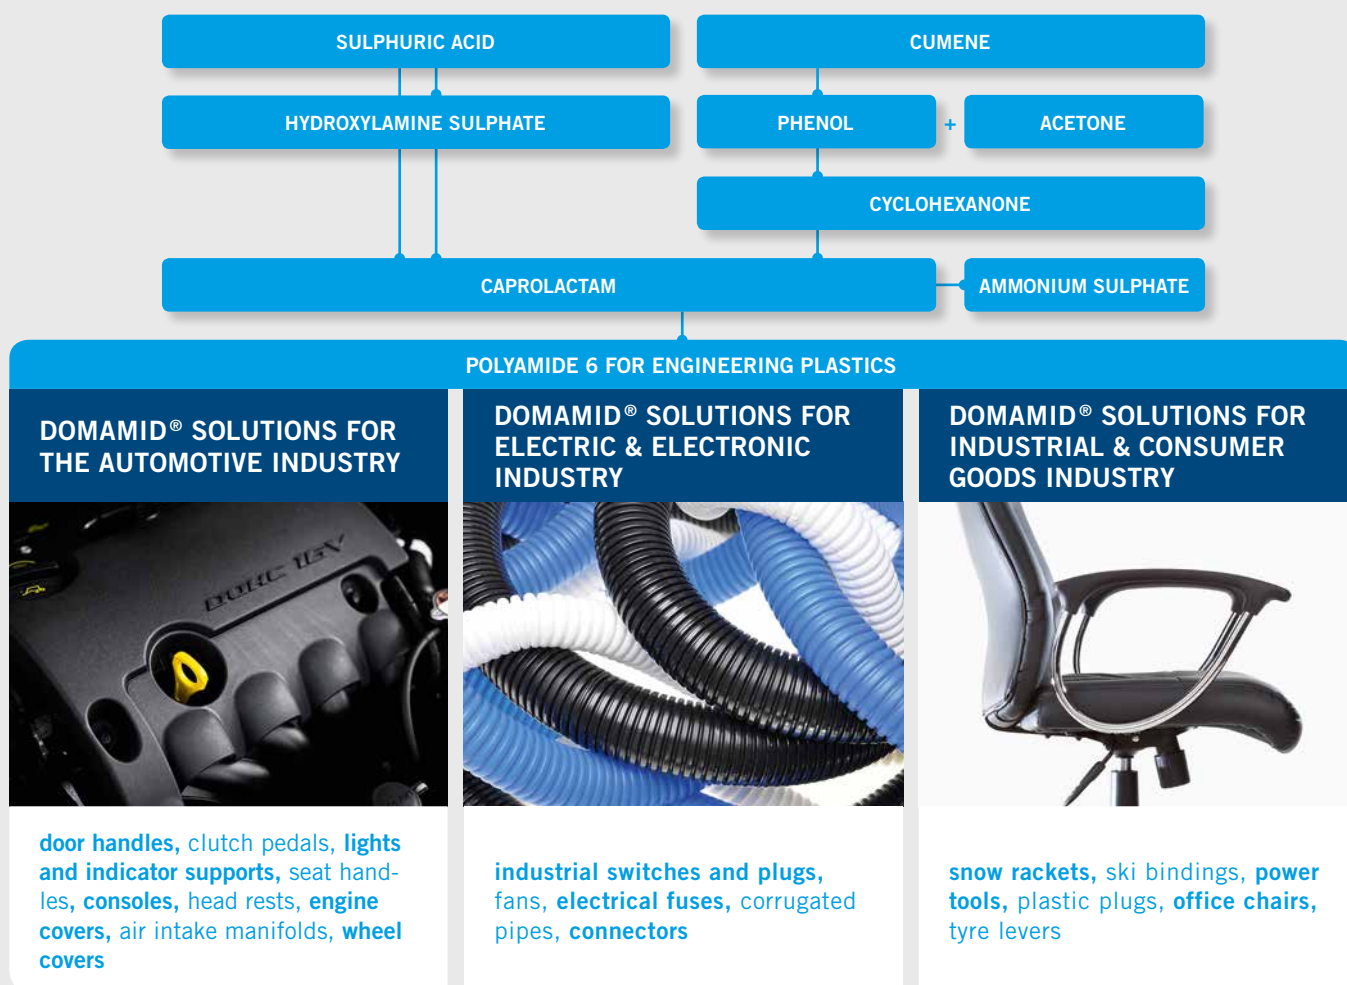 SULPHURIC ACID
CUMENE
HYDROXYLAMINE SULPHATE
PHENOL
+
ACETONE
CYCLOHEXANONE
CAPROLACTAM
AMMONIUM SULPHATE
POLYAMIDE 6 FOR ENGINEERING PLASTICS
DOMAMID® SOLUTIONS FOR
THE AUTOMOTIVE INDUSTRY
DOHC 16V
door handles, clutch pedals, lights
and indicator supports, seat hand-
les, consoles, head rests, engine
covers, air intake manifolds, wheel
covers
DOMAMID® SOLUTIONS FOR
ELECTRIC & ELECTRONIC
INDUSTRY
industrial switches and plugs,
fans, electrical fuses, corrugated
pipes, connectors
DOMAMID® SOLUTIONS FOR
INDUSTRIAL & CONSUMER
GOODS INDUSTRY
snow rackets, ski bindings, power
tools, plastic plugs, office chairs,
tyre levers